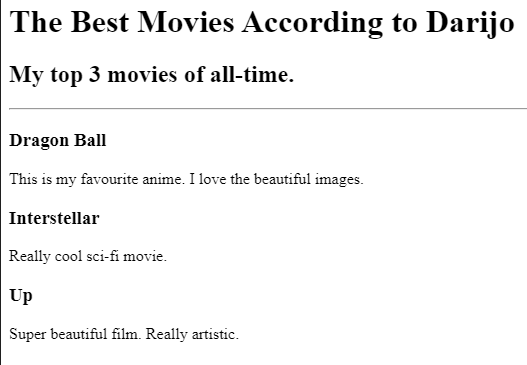 The Best Movies According to Darijo
My top 3 movies of all-time.
Dragon Ball
This is my favourite anime. I love the beautiful images.
Interstellar
Really cool sci-fi movie.
Up
Super beautiful film. Really artistic.